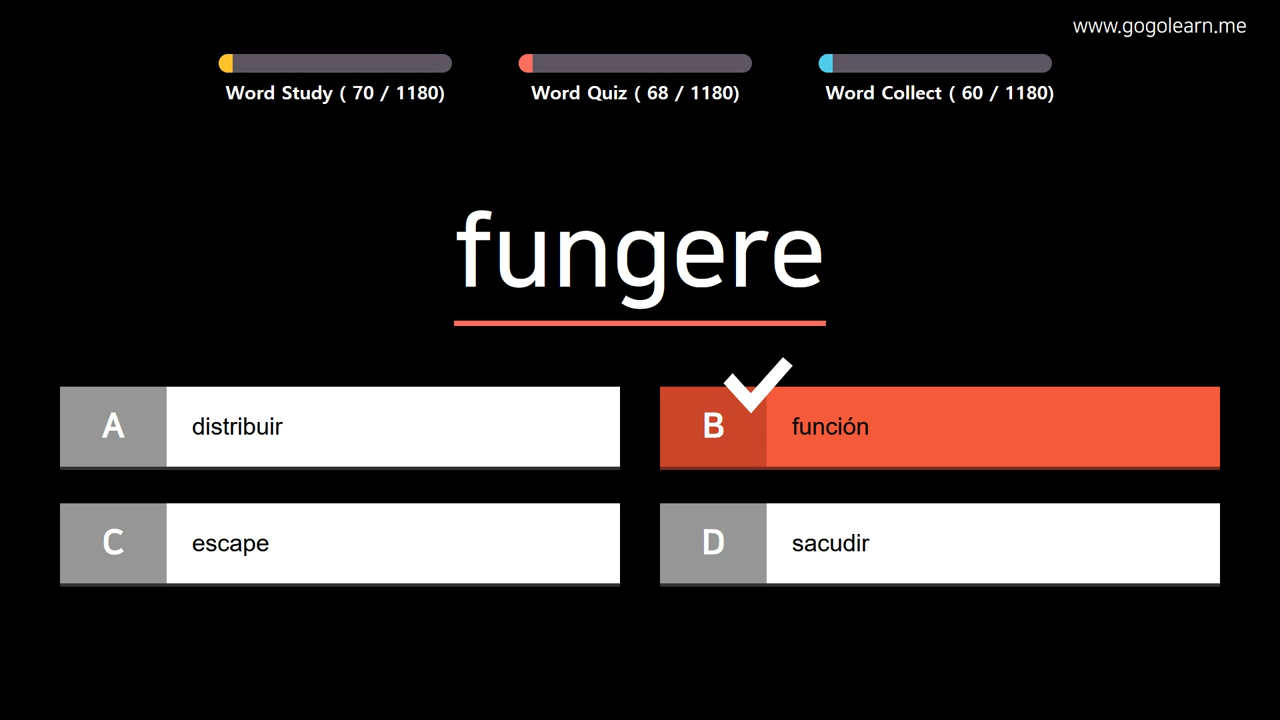 www.gogolearn.me
Word Study ( 70 / 1180)
Word Quiz ( 68 / 1180)
Word Collect ( 60 / 1180)
fungere
A distribuir
B función
C escape
D sacudir